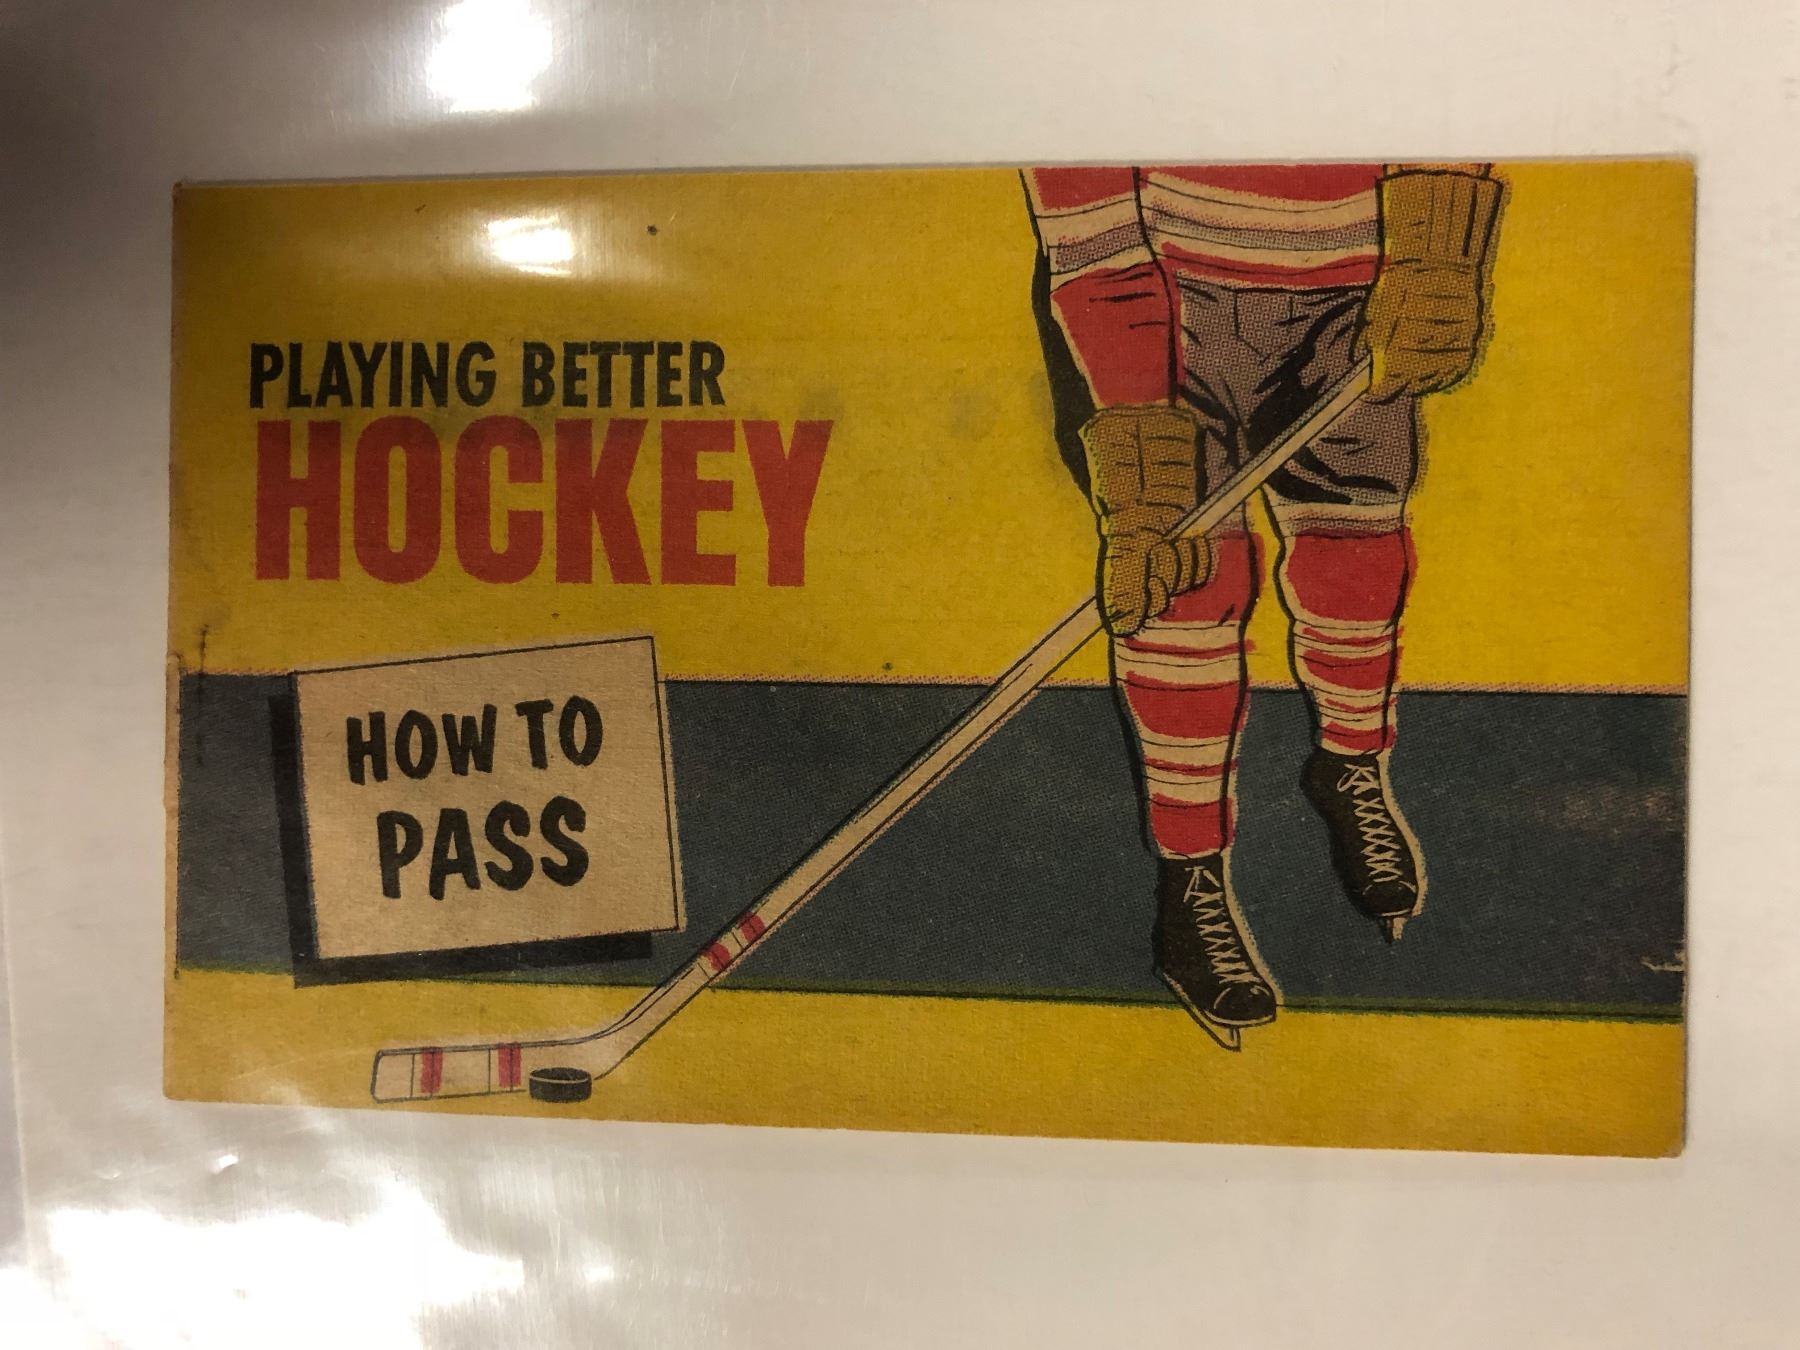 PLAYING BETTER
HOCKEY
HOW TO
PASS